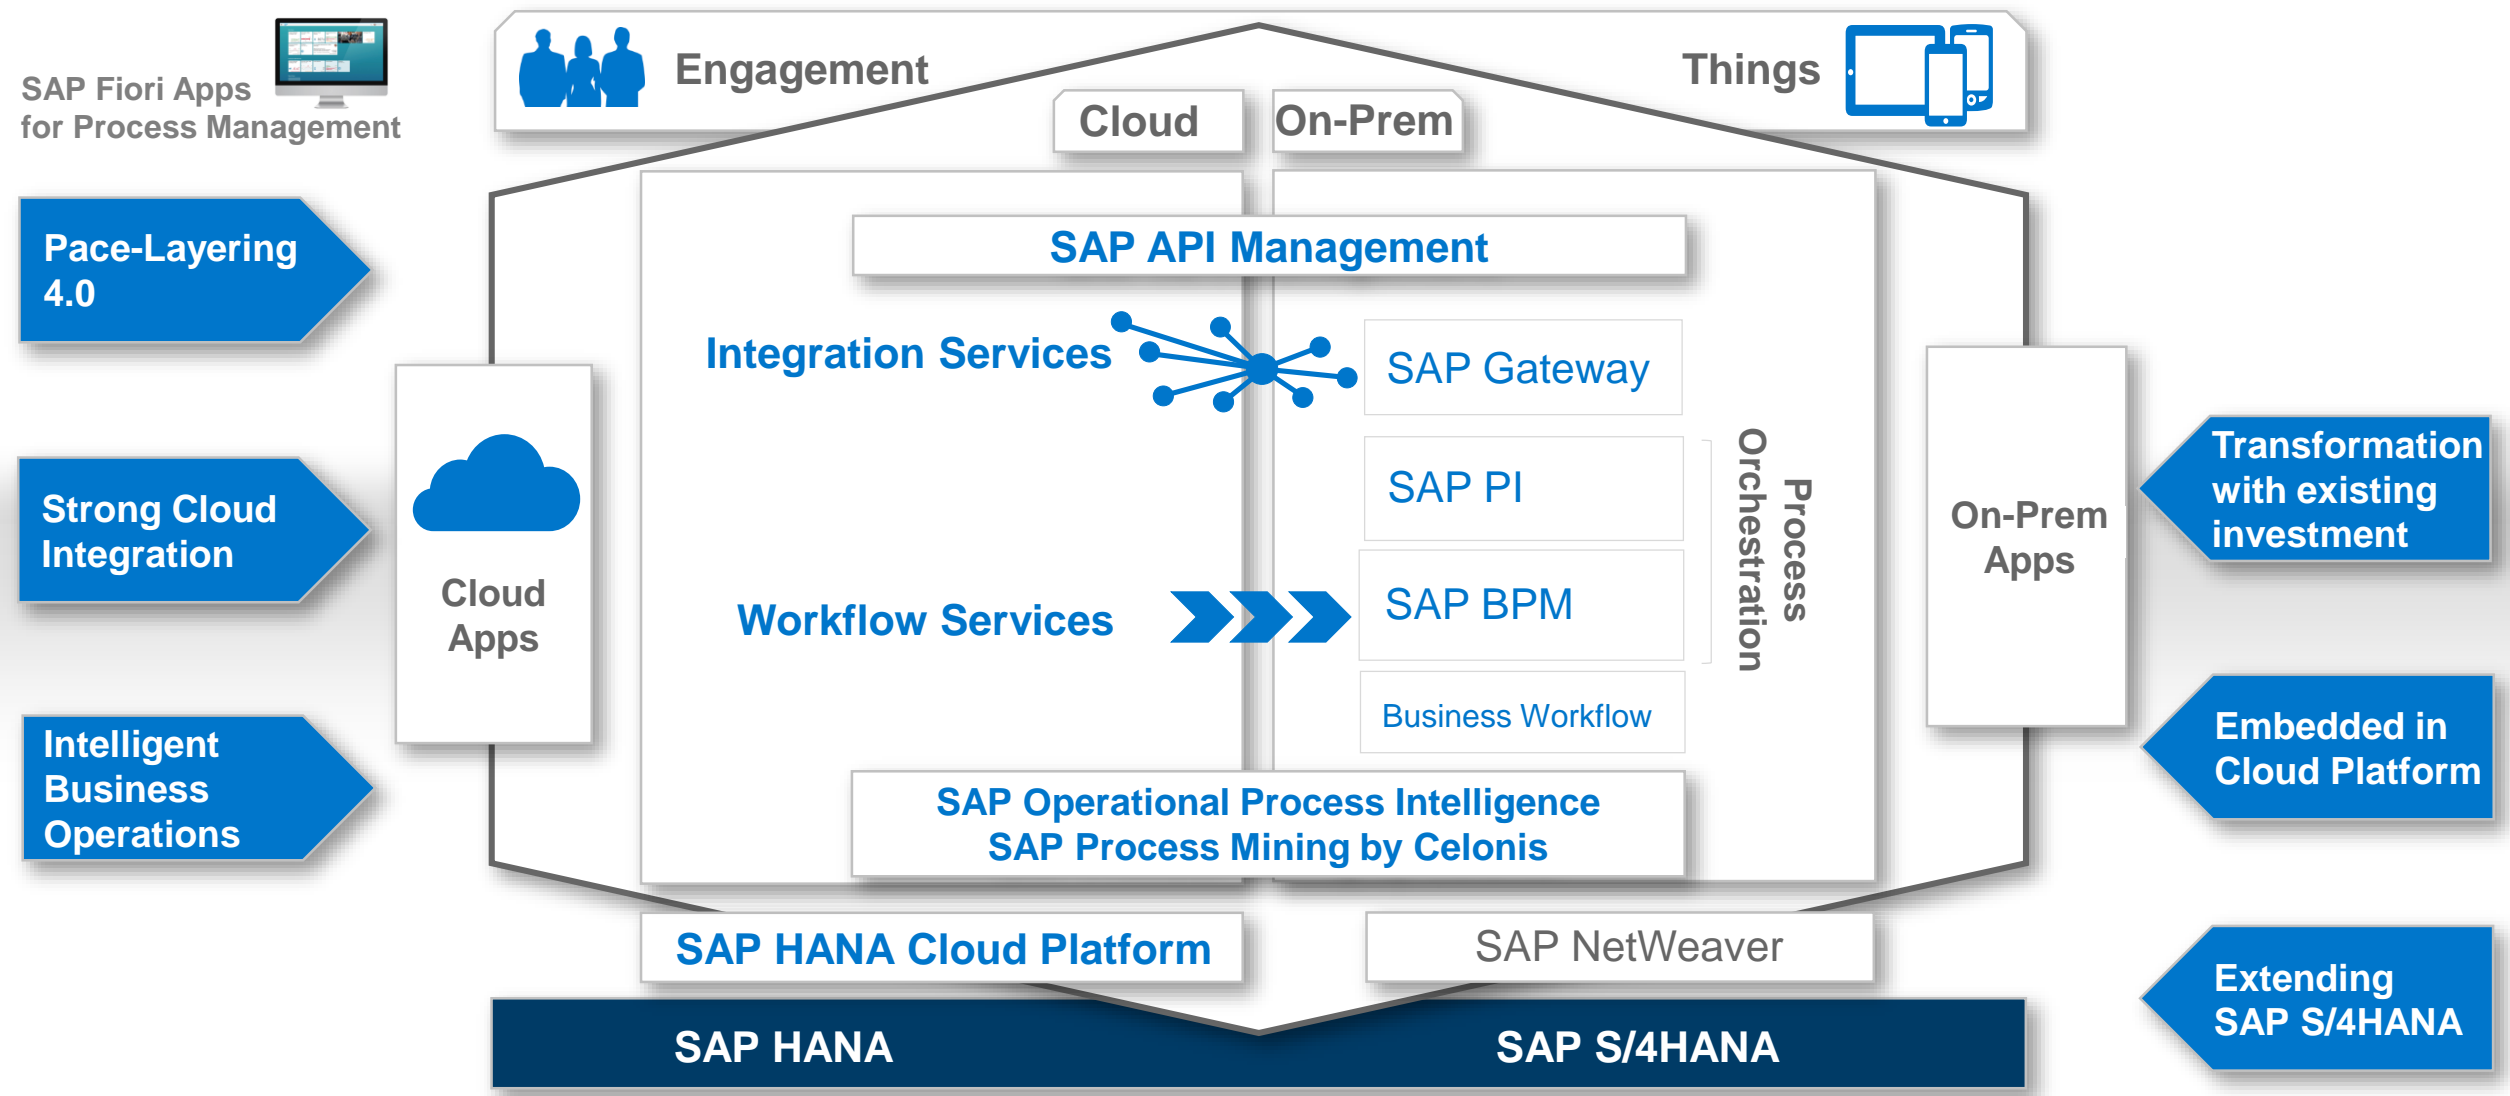 SAP Fiori Apps
for Process Management
Engagement
Things
Cloud
On-Prem
Pace-Layering
4.0
Strong Cloud
Integration
Intelligent
Business
Operations
Cloud
Apps
SAP API Management
Integration Services
SAP Gateway
SAP PI
Workflow Services
SAP BPM
Business Workflow
Process
Orchestration
SAP Operational Process Intelligence
SAP Process Mining by Celonis
On-Prem
Apps
Transformation
with existing
investment
Embedded in
Cloud Platform
Extending
SAP S/4HANA
SAP HANA Cloud Platform
SAP NetWeaver
SAP HANA
SAP S/4HANA